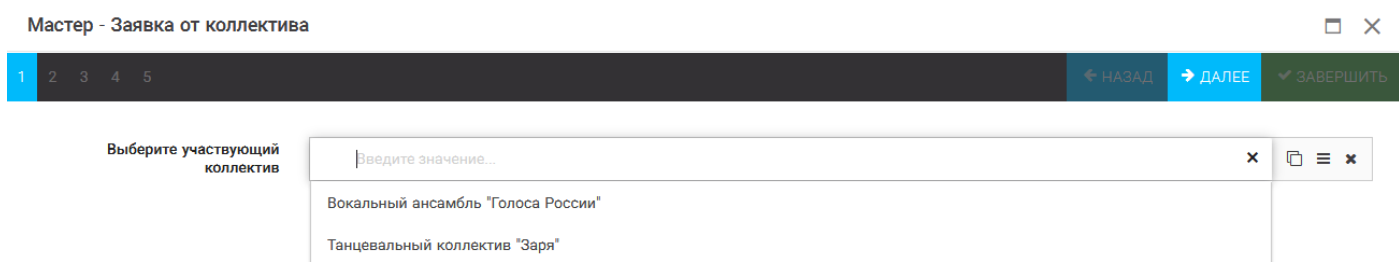 Мастер - Заявка от коллектива
1 2 3 4 5 НАЗАД ДАЛЕЕ ЗАВЕРШИТЬ
Выберите участвующий
коллектив
Введите значение...
Вокальный ансамбль "Голоса России"
Танцевальный коллектив "Заря"